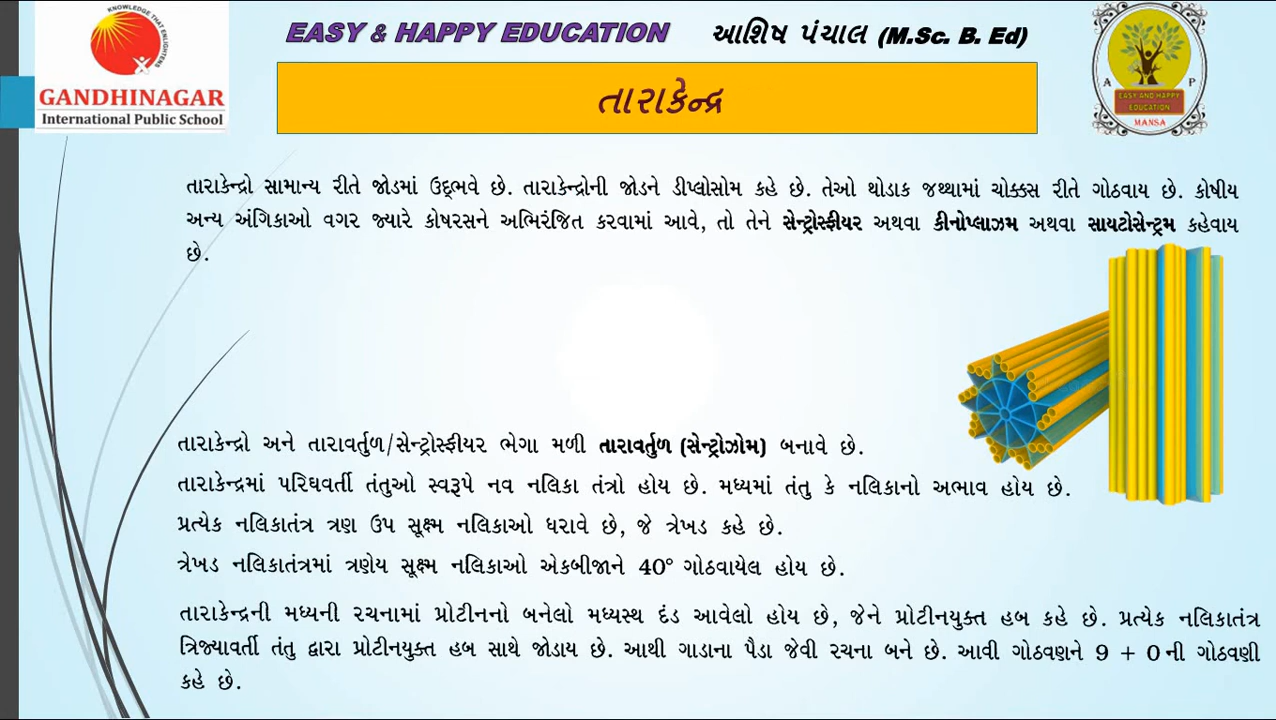 KNOWLEDGE THAT ENLIGHTENS
GANDHINAGAR
International Public School
EASY & HAPPY EDUCATION આશિષ પંચાલ (M.Sc. B. Ed)
A P
EASY AND HAPPY
EDUCATION
MANSA
તારાકેન્દ્ર
તારાકેન્દ્રો સામાન્ય રીતે જોડમાં ઉદ્ભવે છે. તારાકેન્દ્રોની જોડને ડીપ્લોસોમ કહે છે. તેઓ થોડાક જથ્થામાં ચોક્કસ રીતે ગોઠવાય છે. કોષીય
અન્ય અંગિકાઓ વગર જ્યારે કોષરસને અભિરંજિત કરવામાં આવે, તો તેને સેન્ટ્રોસ્ફીયર અથવા કીનોપ્લાઝમ અથવા સાયટોસેન્ટ્રમ કહેવાય
છે.
તારાકેન્દ્રો અને તારાવર્તુળ/સેન્ટ્રોસ્ફીયર ભેગા મળી તારાવર્તુળ (સેન્ટ્રોઝોમ) બનાવે છે.
તારાકેન્દ્રમાં પરિઘવર્તી તંતુઓ સ્વરૂપે નવ નલિકા તંત્રો હોય છે. મધ્યમાં તંતુ કે નલિકાનો અભાવ હોય છે.
પ્રત્યેક નલિકાતંત્ર ત્રણ ઉપ સૂક્ષ્મ નલિકાઓ ધરાવે છે, જે ત્રેખડ કહે છે.
ત્રેખડ નલિકાતંત્રમાં ત્રણેય સૂક્ષ્મ નલિકાઓ એકબીજાને 40° ગોઠવાયેલ હોય છે.
તારાકેન્દ્રની મધ્યની રચનામાં પ્રોટીનનો બનેલો મધ્યસ્થ દંડ આવેલો હોય છે, જેને પ્રોટીનયુક્ત હબ કહે છે. પ્રત્યેક નલિકાતંત્ર
ત્રિજ્યાવર્તી તંતુ દ્વારા પ્રોટીનયુક્ત હબ સાથે જોડાય છે. આથી ગાડાના પૈડા જેવી રચના બને છે. આવી ગોઠવણને 9 + 0 ની ગોઠવણી
કહે છે.